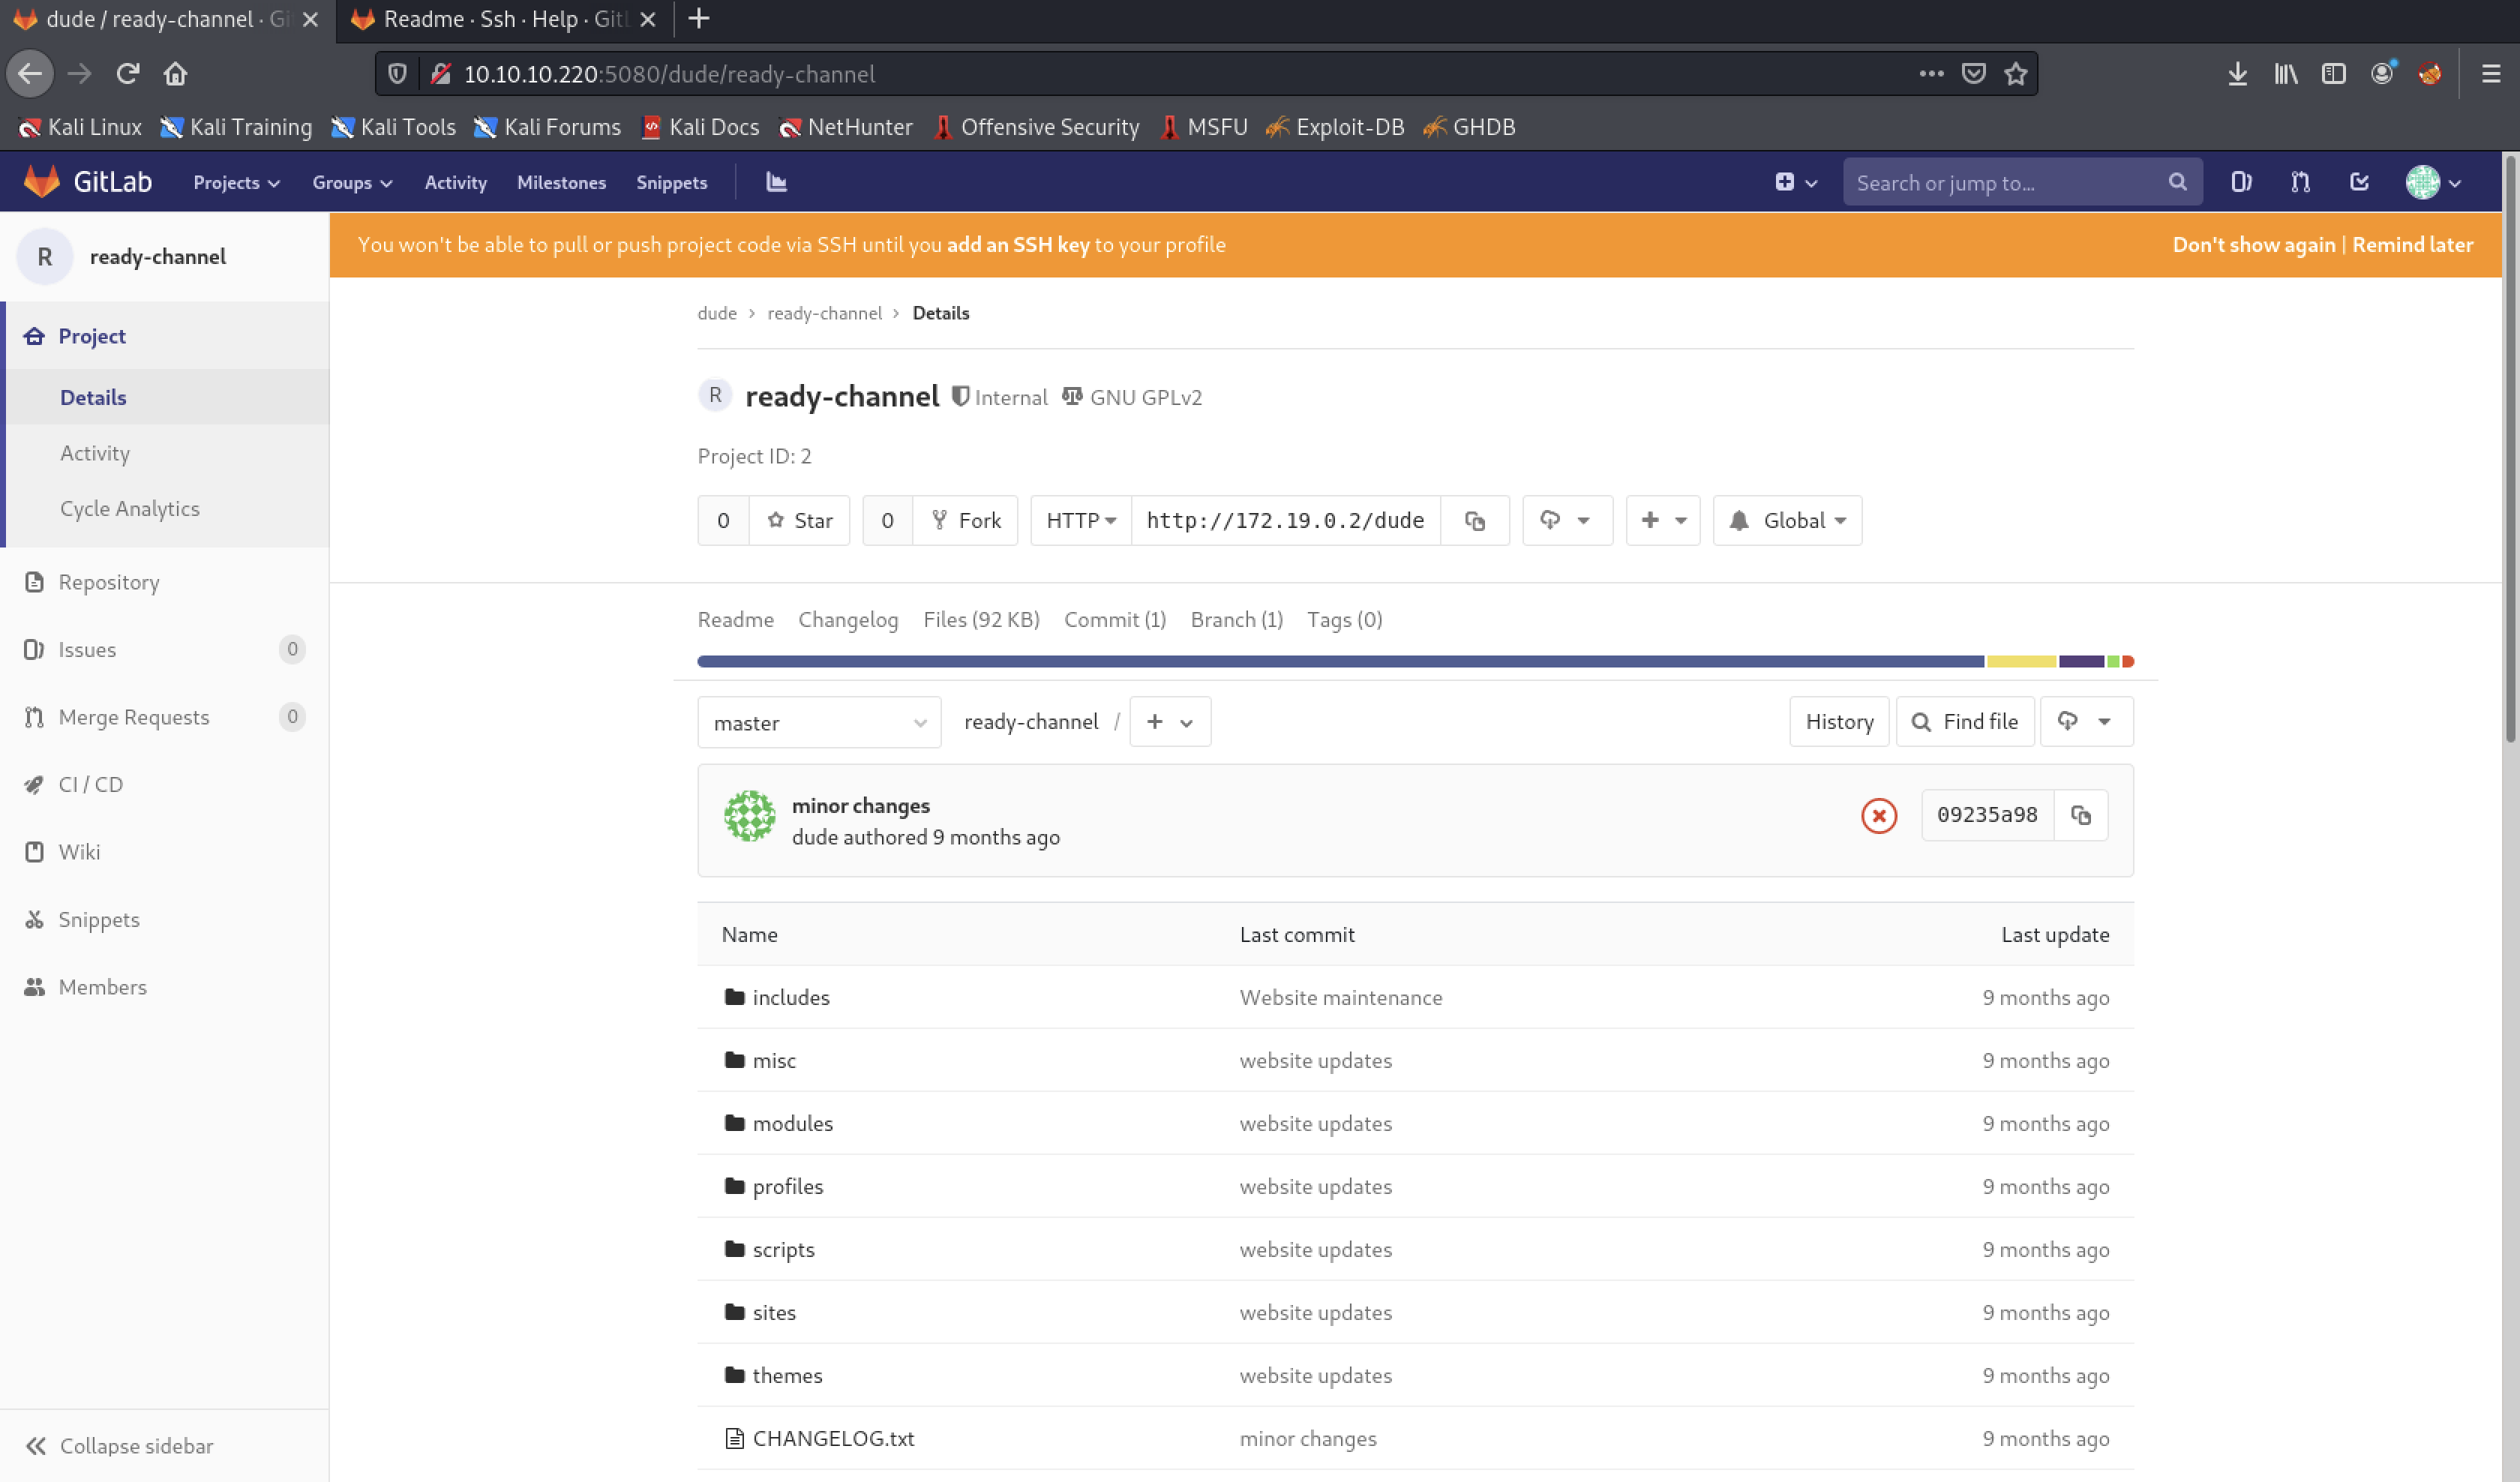 dude / ready-channel · Gi
Readme · Ssh · Help · GitL
10.10.10.220:5080/dude/ready-channel
Kali Linux Kali Training Kali Tools Kali Forums Kali Docs NetHunter Offensive Security MSFU Exploit-DB GHDB
GitLab Projects Groups Activity Milestones Snippets Search or jump to...
R ready-channel
You won't be able to pull or push project code via SSH until you add an SSH key to your profile Don't show again | Remind later
Project
Details
Activity
Cycle Analytics
Repository
Issues 0
Merge Requests 0
CI / CD
Wiki
Snippets
Members
Collapse sidebar
dude > ready-channel > Details
R ready-channel Internal GNU GPLv2
Project ID: 2
0 Star 0 Fork HTTP http://172.19.0.2/dude Global
Readme Changelog Files (92 KB) Commit (1) Branch (1) Tags (0)
master ready-channel / + History Find file
minor changes
dude authored 9 months ago
09235a98
Name Last commit Last update
includes Website maintenance 9 months ago
misc website updates 9 months ago
modules website updates 9 months ago
profiles website updates 9 months ago
scripts website updates 9 months ago
sites website updates 9 months ago
themes website updates 9 months ago
CHANGELOG.txt minor changes 9 months ago